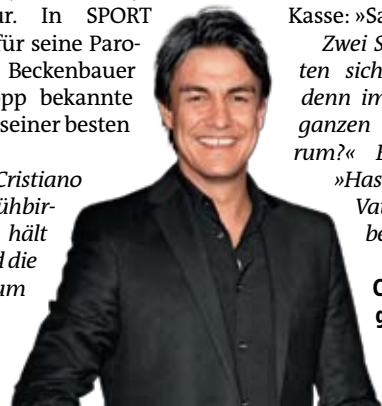 ur. In SPORT
für seine Paro-
Beckenbauer
opp bekannte
seiner besten
Cristiano
ühbir-
hält
d die
um
Kasse: »Sa
Zwei S
ten sich
denn im
ganzen
rum?« E
»Has
Vat
be
C
g